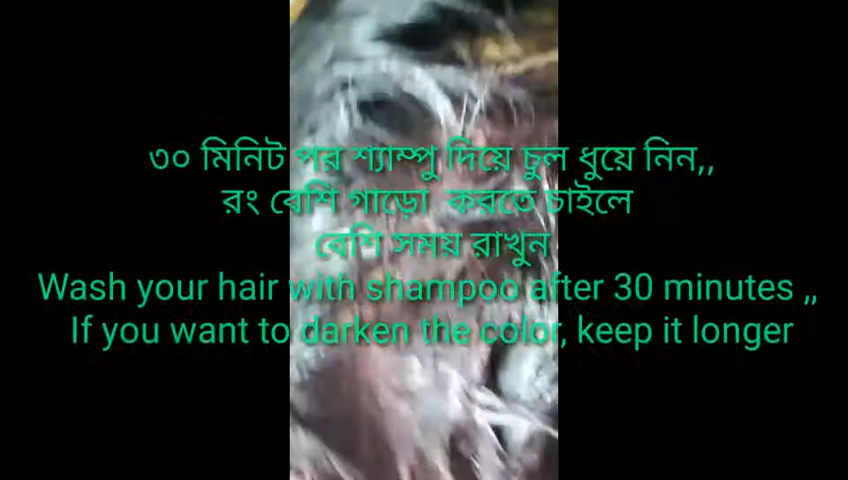 ৩০ মিনিট পর শ্যাম্পু দিয়ে চুল ধুয়ে নিন,,
রং বেশি গাড়ো করতে চাইলে
বেশি সময় রাখুন
Wash your hair with shampoo after 30 minutes ,,
If you want to darken the color, keep it longer